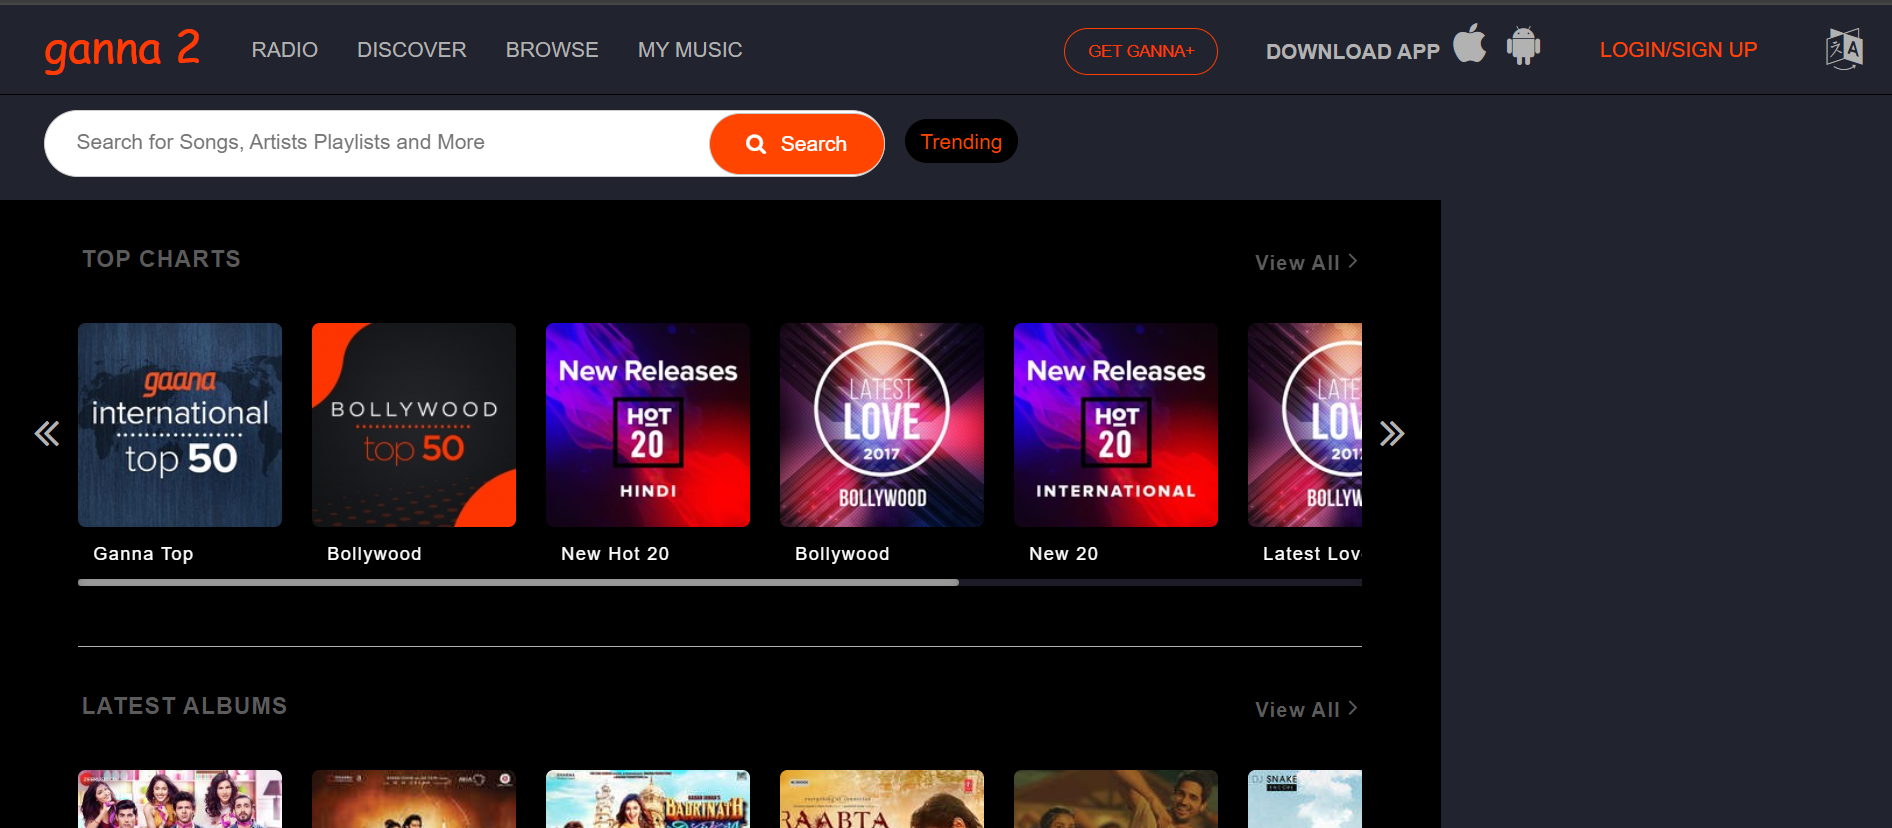 ganna 2
RADIO DISCOVER BROWSE MY MUSIC
GET GANNA+
DOWNLOAD APP
LOGIN/SIGN UP
A
Search for Songs, Artists Playlists and More
Search
Trending
TOP CHARTS
View All
gaana
international
top 50
BOLLYWOOD
top 50
New Releases
HOT
20
HINDI
LATEST
LOVE
2017
BOLLYWOOD
New Releases
HOT
20
INTERNATIONAL
LATE
LOV
201
BOLLYW
Ganna Top
Bollywood
New Hot 20
Bollywood
New 20
Latest Lov
LATEST ALBUMS
View All
BADRINATH
RAABTA
DJ SNAKE
ENCORE